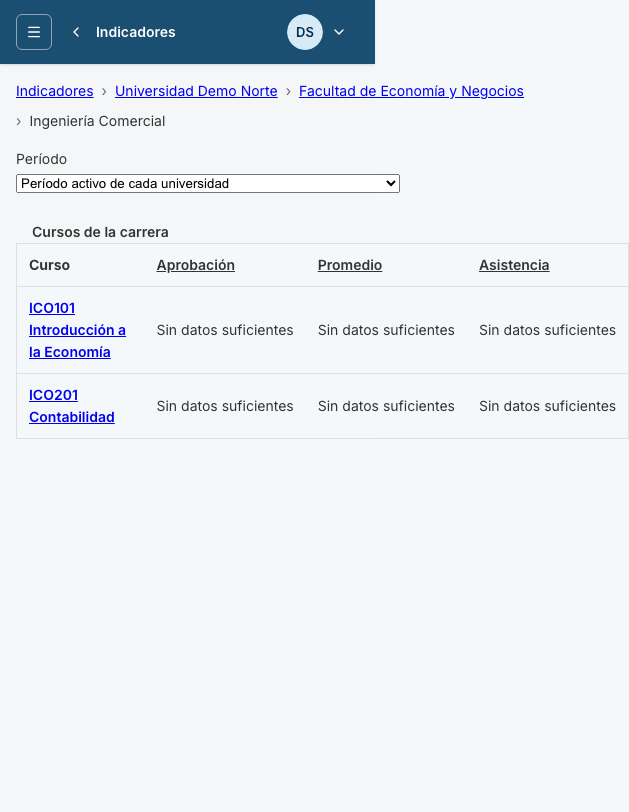 Indicadores
DS
Indicadores › Universidad Demo Norte › Facultad de Economía y Negocios
› Ingeniería Comercial
Período
Período activo de cada universidad
Cursos de la carrera
Curso Aprobación Promedio Asistencia
ICO101
Introducción a
la Economía
Sin datos suficientes Sin datos suficientes Sin datos suficientes
ICO201
Contabilidad
Sin datos suficientes Sin datos suficientes Sin datos suficientes